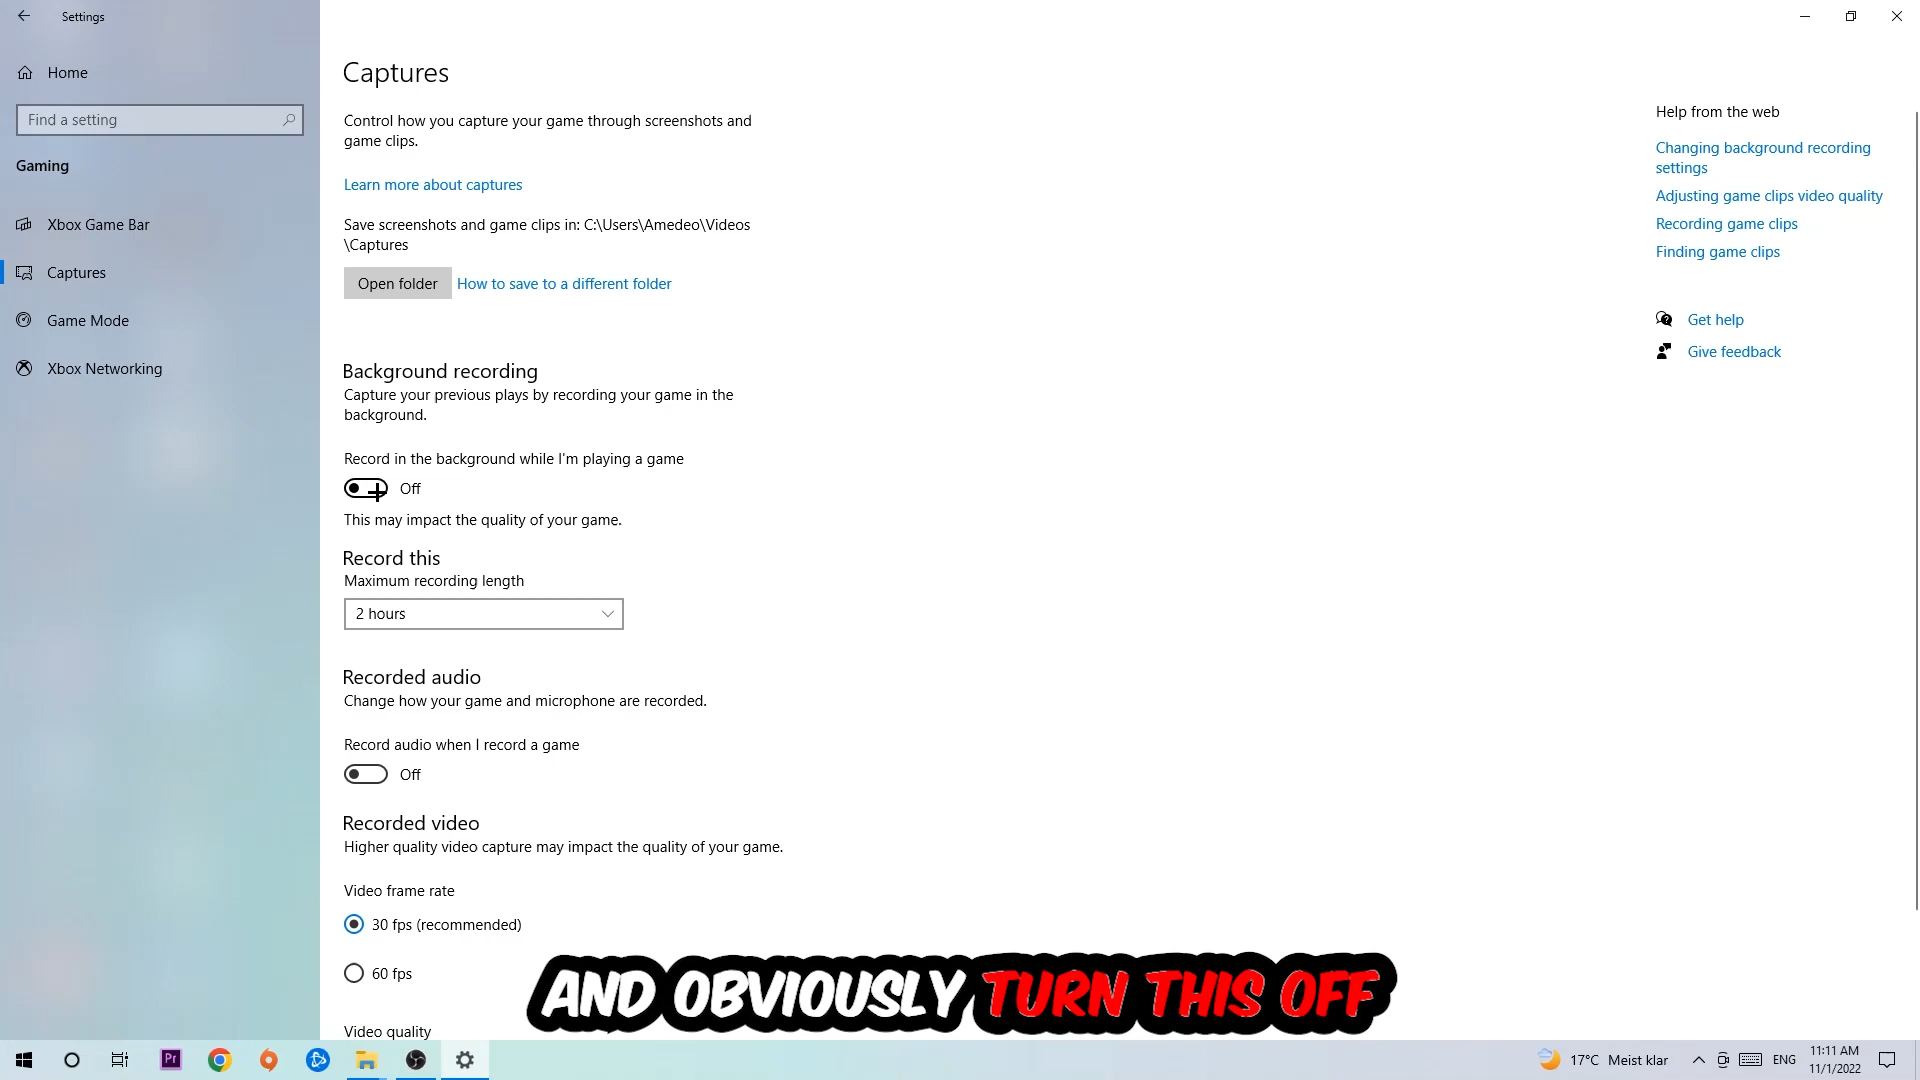 Settings
Home
Find a setting
Gaming
Xbox Game Bar
Captures
Game Mode
Xbox Networking
Captures
Control how you capture your game through screenshots and
game clips.
Learn more about captures
Save screenshots and game clips in: C:\Users\Amedeo\Videos
\Captures
Open folder
How to save to a different folder
Background recording
Capture your previous plays by recording your game in the
background.
Record in the background while I'm playing a game
Off
This may impact the quality of your game.
Record this
Maximum recording length
2 hours
Recorded audio
Change how your game and microphone are recorded.
Record audio when I record a game
Off
Recorded video
Higher quality video capture may impact the quality of your game.
Video frame rate
30 fps (recommended)
60 fps
Video quality
Help from the web
Changing background recording
settings
Adjusting game clips video quality
Recording game clips
Finding game clips
Get help
Give feedback
AND OBVIOUSLY TURN THIS OFF
Pr
17°C Meist klar
ENG
11:11 AM
11/1/2022